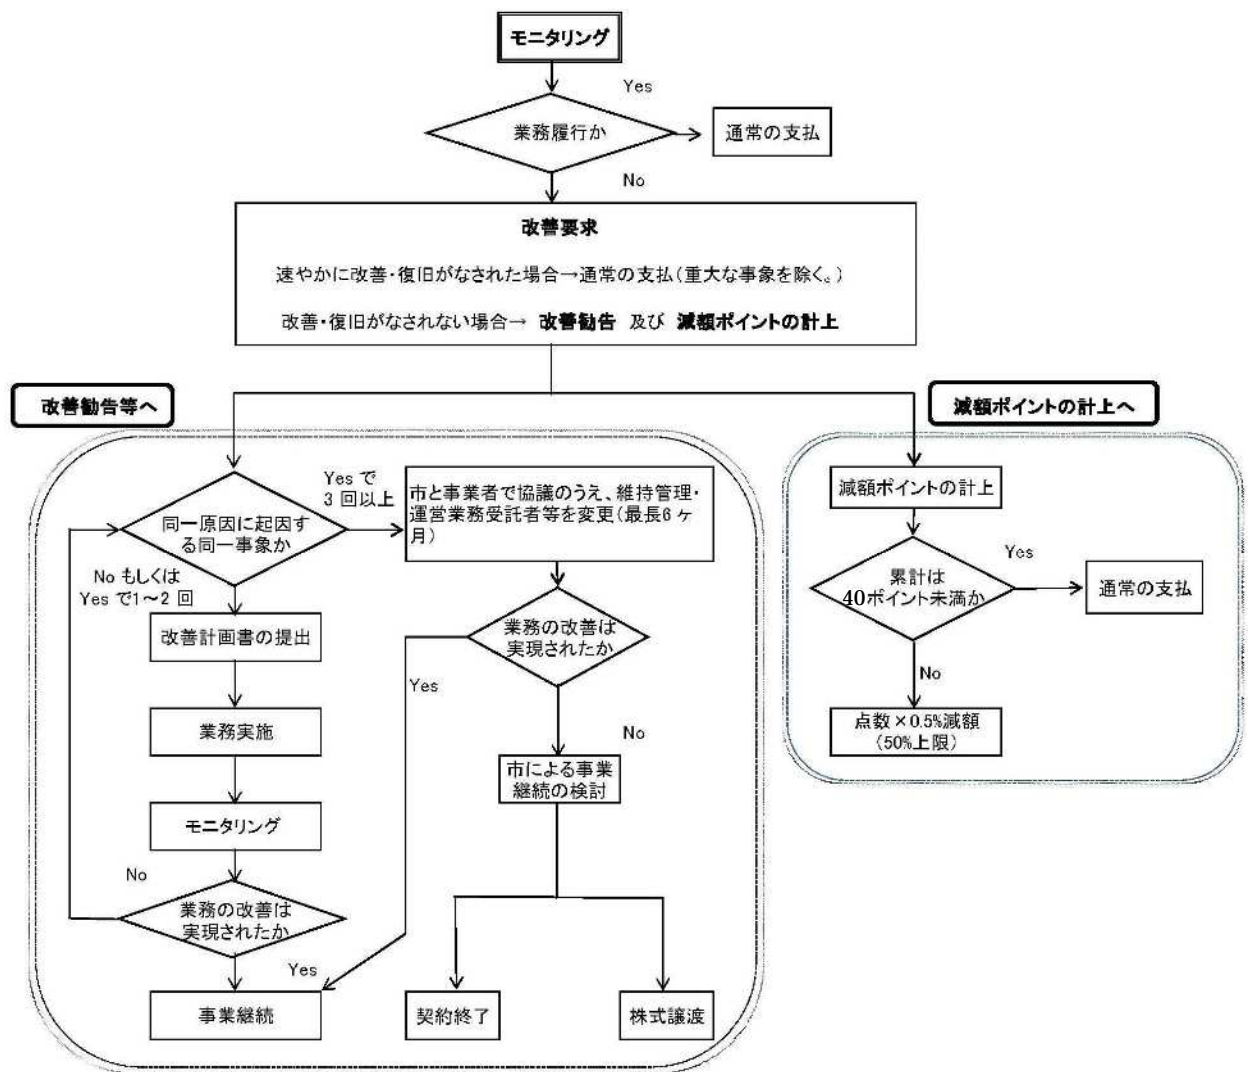 モニタリング
Yes
業務履行か
通常の支払
No
改善要求
速やかに改善・復旧がなされた場合→通常の支払(重大な事象を除く。)
改善・復旧がなされない場合→ 改善勧告 及び 減額ポイントの計上
改善勧告等へ
減額ポイントの計上へ
Yes で
3 回以上
同一原因に起因す
る同一事象か
市と事業者で協議のうえ、維持管理・
運営業務受託者等を変更(最長6 ヶ
月)
No もしくは
Yes で1~2 回
改善計画書の提出
業務の改善は
実現されたか
Yes
業務実施
No
市による事業
継続の検討
モニタリング
No
業務の改善は
実現されたか
Yes
事業継続
契約終了
株式譲渡
減額ポイントの計上
Yes
累計は
40ポイント未満か
通常の支払
No
点数×0.5%減額
(50%上限)